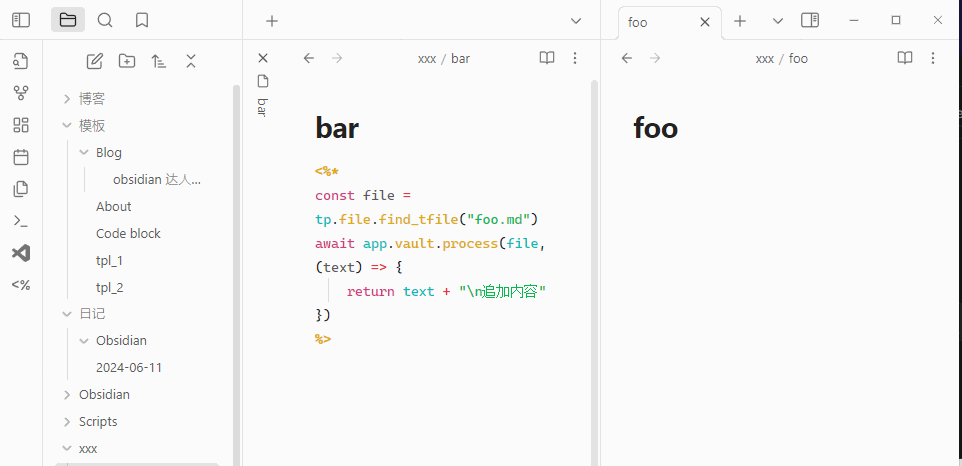 foo
xxx / bar
xxx / foo
博客
模板
Blog
obsidian 达人...
About
Code block
tpl_1
tpl_2
日记
Obsidian
2024-06-11
Obsidian
Scripts
xxx
<%
bar
bar
<%*
const file =
tp.file.find_tfile("foo.md")
await app.vault.process(file,
(text) => {
return text + "\n追加内容"
})
%>
foo